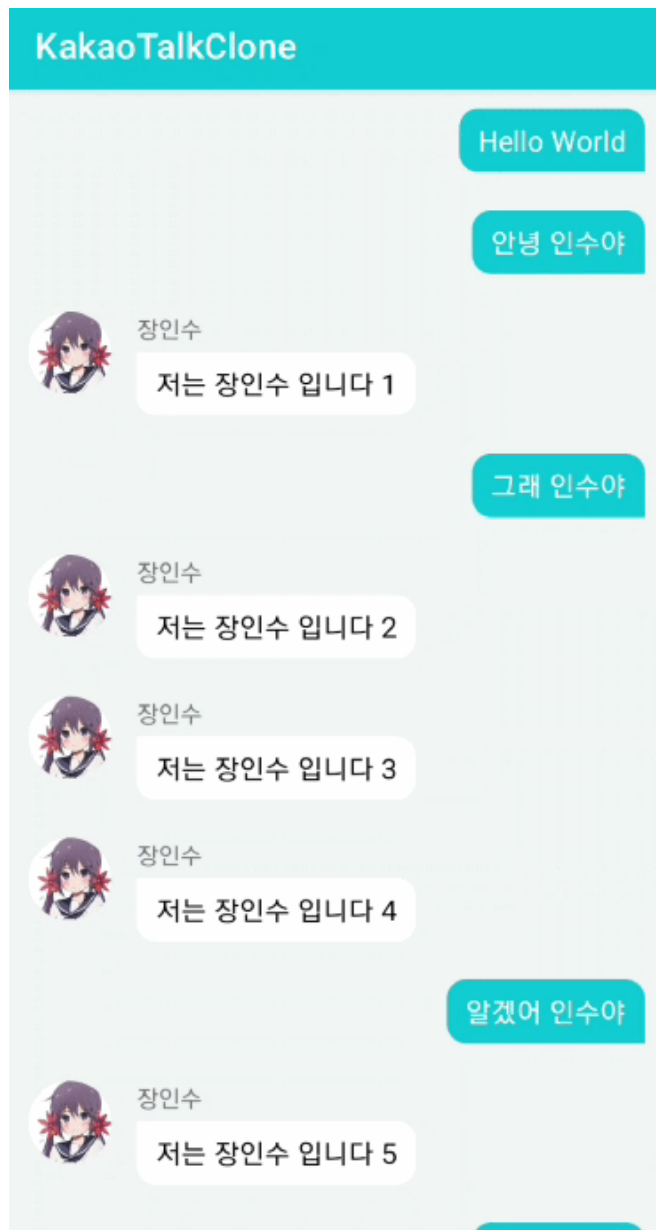 KakaoTalkClone
Hello World
안녕 인수야
장인수
저는 장인수 입니다 1
그래 인수야
장인수
저는 장인수 입니다 2
장인수
저는 장인수 입니다 3
장인수
저는 장인수 입니다 4
알겠어 인수야
장인수
저는 장인수 입니다 5